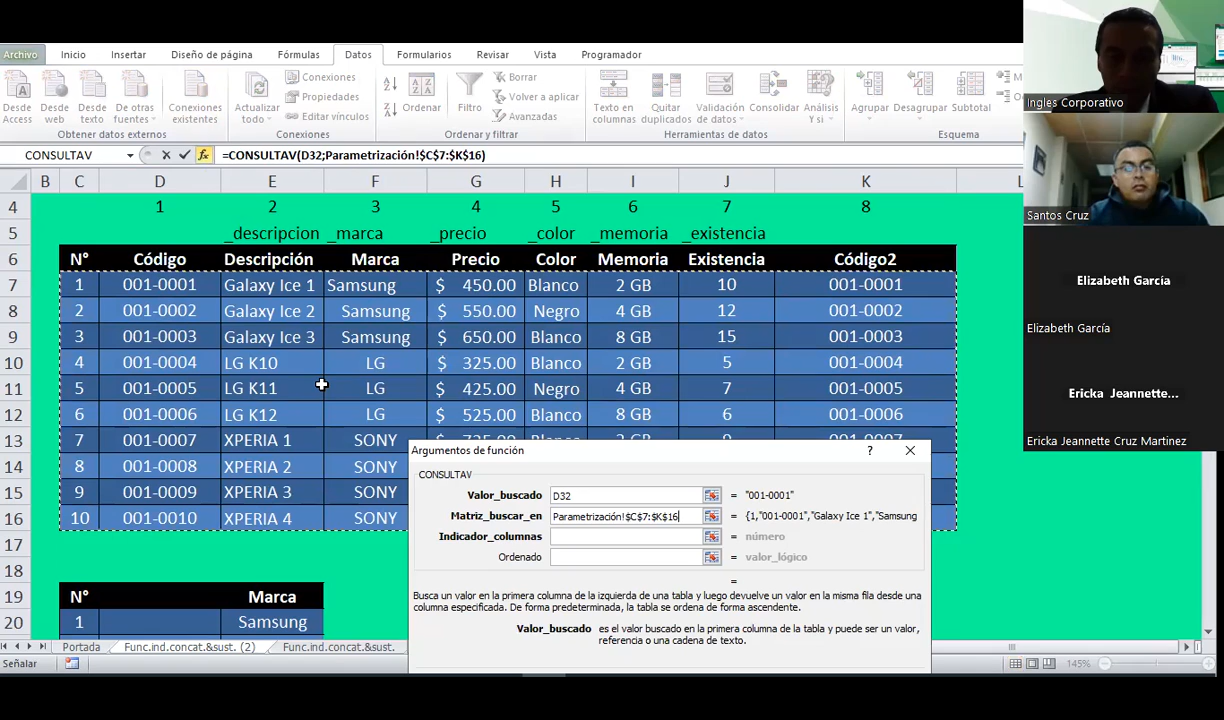 Archivo Inicio Insertar Diseño de página Fórmulas Datos Formularios Revisar Vista Programador
Desde Access
Desde web
Desde texto
De otras fuentes
Conexiones existentes
Obtener datos externos
Actualizar todo
Conexiones
Propiedades
Editar vínculos
Conexiones
Ordenar
Filtro
Borrar
Volver a aplicar
Avanzadas
Ordenar y filtrar
Texto en columnas
Quitar duplicados
Validación de datos
Consolidar
Análisis Y si
Herramientas de datos
Agrupar
Desagrupar
Subtotal
Esquema
CONSULTAV fx =CONSULTAV(D32;Parametrización!$C$7:$K$16)
B C D E F G H I J K L
4 1 2 3 4 5 6 7 8
5 _descripcion _marca _precio _color _memoria _existencia
6 N° Código Descripción Marca Precio Color Memoria Existencia Código2
7 1 001-0001 Galaxy Ice 1 Samsung $ 450.00 Blanco 2 GB 10 001-0001
8 2 001-0002 Galaxy Ice 2 Samsung $ 550.00 Negro 4 GB 12 001-0002
9 3 001-0003 Galaxy Ice 3 Samsung $ 650.00 Blanco 8 GB 15 001-0003
10 4 001-0004 LG K10 LG $ 325.00 Blanco 2 GB 5 001-0004
11 5 001-0005 LG K11 LG $ 425.00 Negro 4 GB 7 001-0005
12 6 001-0006 LG K12 LG $ 525.00 Blanco 8 GB 6 001-0006
13 7 001-0007 XPERIA 1 SONY
14 8 001-0008 XPERIA 2 SONY
15 9 001-0009 XPERIA 3 SONY
16 10 001-0010 XPERIA 4 SONY
17
18
19 N° Marca
20 1 Samsung
Argumentos de función ?
CONSULTAV
Valor_buscado D32 = "001-0001"
Matriz_buscar_en Parametrización!$C$7:$K$16 = {1,"001-0001","Galaxy Ice 1","Samsung
Indicador_columnas = número
Ordenado = valor_lógico
=
Busca un valor en la primera columna de la izquierda de una tabla y luego devuelve un valor en la misma fila desde una
columna especificada. De forma predeterminada, la tabla se ordena de forma ascendente.
Valor_buscado es el valor buscado en la primera columna de la tabla y puede ser un valor,
referencia o una cadena de texto.
Portada Func.ind.concat.&sust. (2) Func.ind.concat.&sust.
Señalar 145%
Ingles Corporativo
Santos Cruz
Elizabeth García
Elizabeth García
Ericka Jeannette...
Ericka Jeannette Cruz Martinez